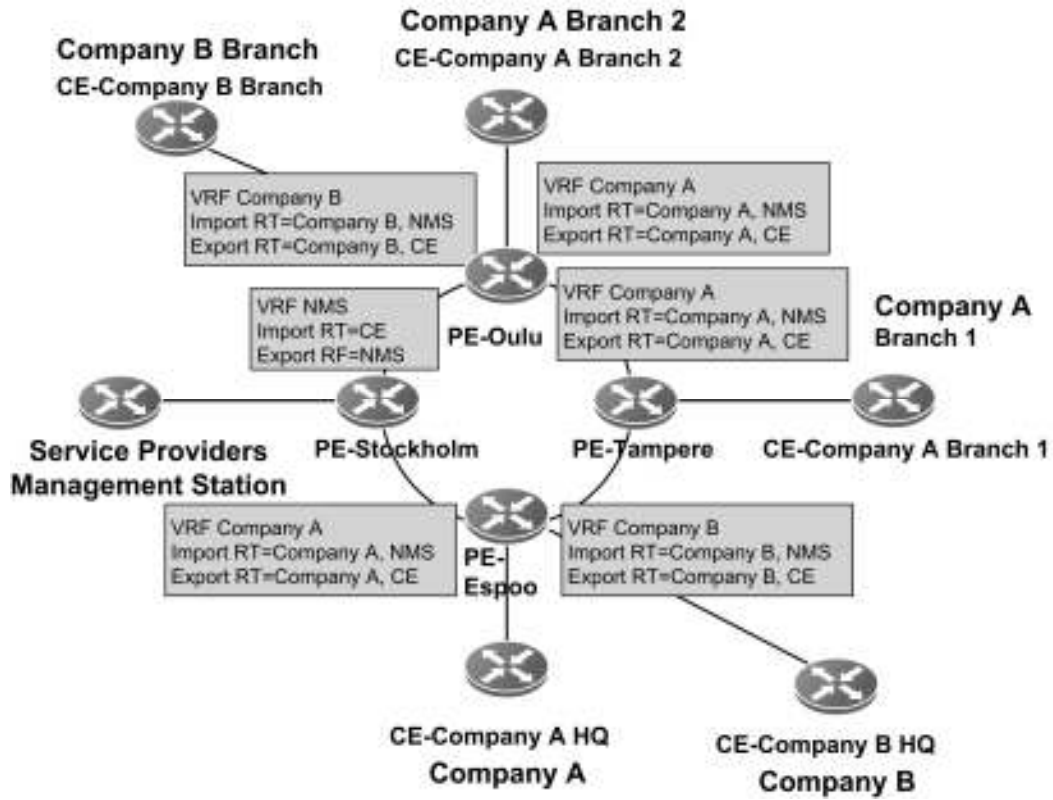 Company A Branch 2
CE-Company A Branch 2
Company B Branch
CE-Company B Branch
VRF Company B
Import RT=Company B, NMS
Export RT=Company B, CE
VRF Company A
Import RT=Company A, NMS
Export RT=Company A, CE
VRF NMS
Import RT=CE
Export RF=NMS
PE-Oulu
VRF Company A
Import RT=Company A, NMS
Export RT=Company A, CE
Company A
Branch 1
Service Providers
Management Station
PE-Stockholm
PE-Tampere
CE-Company A Branch 1
VRF Company A
Import RT=Company A, NMS
Export RT=Company A, CE
PE-
Espoo
VRF Company B
Import RT=Company B, NMS
Export RT=Company B, CE
CE-Company A HQ
Company A
CE-Company B HQ
Company B